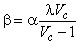 β = α λV_c / (V_c − 1)